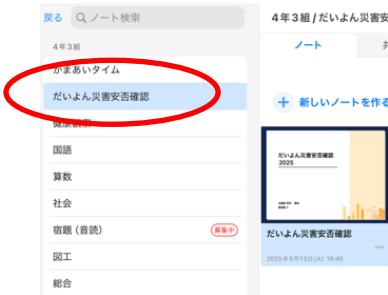 戻る
ノート検索
4年3組
かまあいタイム
だいよん災害安否確認
健康観察
国語
算数
社会
宿題（音読）
募集中
図工
総合
4年3組 / だいよん災害安
ノート
新しいノートを作る
だいよん災害安否確認
2025
だいよん災害安否確認
2025年5月13日(火) 16:45